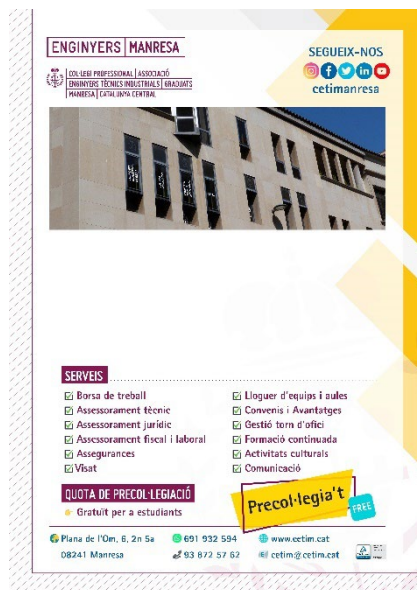 ENGINYERS MANRESA
COL·LEGI PROFESSIONAL | ASSOCIACIÓ
ENGINYERS TÈCNICS INDUSTRIALS | GRADUATS
MANRESA | CATALUNYA CENTRAL
SEGUEIX-NOS
cetimanresa
SERVEIS
Borsa de treball
Assessorament tècnic
Assessorament jurídic
Assessorament fiscal i laboral
Assegurances
Visat
Lloguer d'equips i aules
Convenis i Avantatges
Gestió torn d'ofici
Formació continuada
Activitats culturals
Comunicació
QUOTA DE PRECOL·LEGIACIÓ
Gratuït per a estudiants
Precol·legia't
FREE
Plana de l'Om, 6, 2n 5a
08241 Manresa
691 932 594
93 872 57 62
www.cetim.cat
cetim@cetim.cat